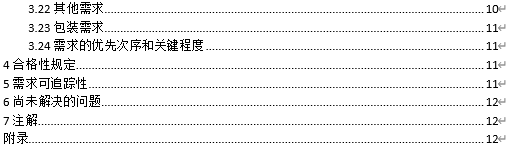 3.22 其他需求........10
3.23 包装需求........11
3.24 需求的优先次序和关键程度........11
4 合格性规定........11
5 需求可追踪性........11
6 尚未解决的问题........12
7 注解........12
附录........12